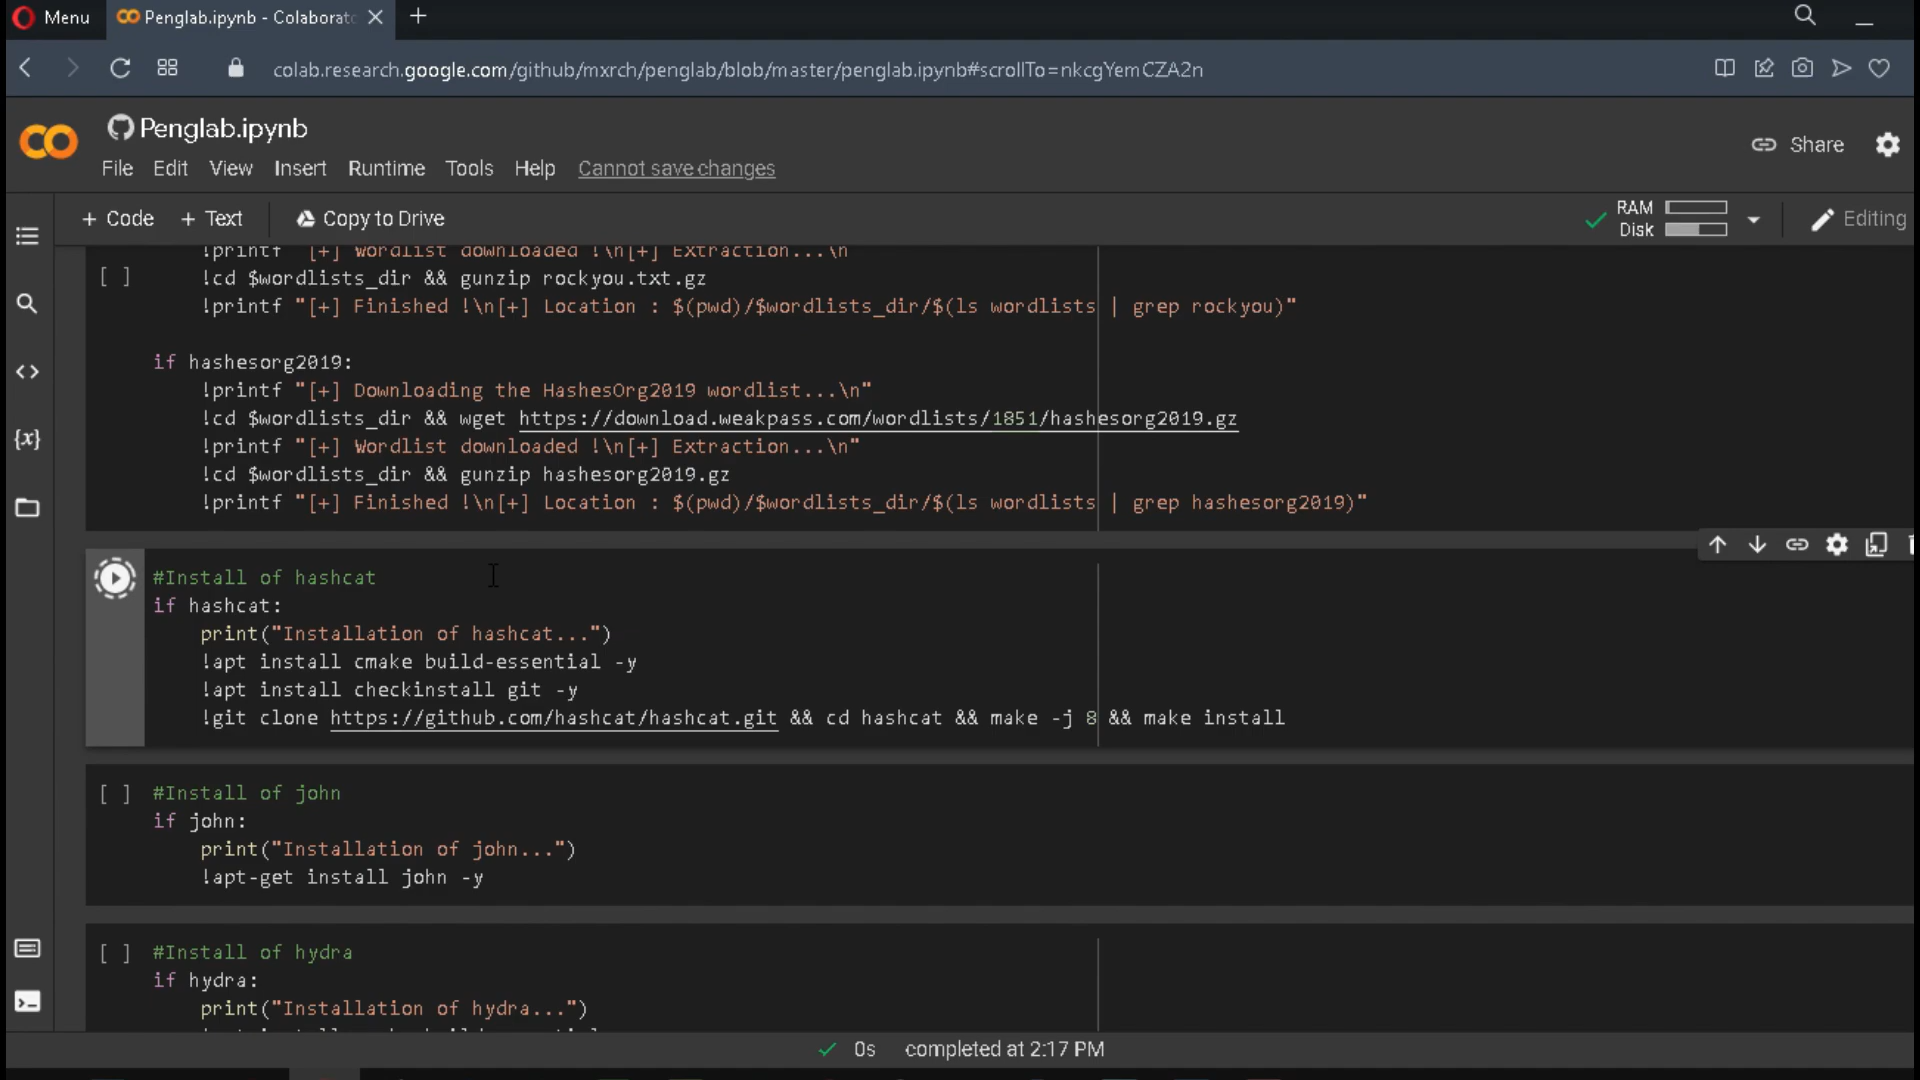 Menu
Penglab.ipynb - Colaborato
colab.research.google.com/github/mxrch/penglab/blob/master/penglab.ipynb#scrollTo=nkcgYemCZA2n
Penglab.ipynb
Share
File Edit View Insert Runtime Tools Help Cannot save changes
+ Code + Text Copy to Drive
RAM
Disk
Editing
!printf "[+] Wordlist downloaded !\n[+] Extraction...\n
[ ] !cd $wordlists_dir && gunzip rockyou.txt.gz
!printf "[+] Finished !\n[+] Location : $(pwd)/$wordlists_dir/$(ls wordlists | grep rockyou)"
if hashesorg2019:
!printf "[+] Downloading the HashesOrg2019 wordlist...\n"
!cd $wordlists_dir && wget https://download.weakpass.com/wordlists/1851/hashesorg2019.gz
!printf "[+] Wordlist downloaded !\n[+] Extraction...\n"
!cd $wordlists_dir && gunzip hashesorg2019.gz
!printf "[+] Finished !\n[+] Location : $(pwd)/$wordlists_dir/$(ls wordlists | grep hashesorg2019)"
#Install of hashcat
if hashcat:
print("Installation of hashcat...")
!apt install cmake build-essential -y
!apt install checkinstall git -y
!git clone https://github.com/hashcat/hashcat.git && cd hashcat && make -j 8 && make install
[ ] #Install of john
if john:
print("Installation of john...")
!apt-get install john -y
[ ] #Install of hydra
if hydra:
print("Installation of hydra...")
0s completed at 2:17 PM